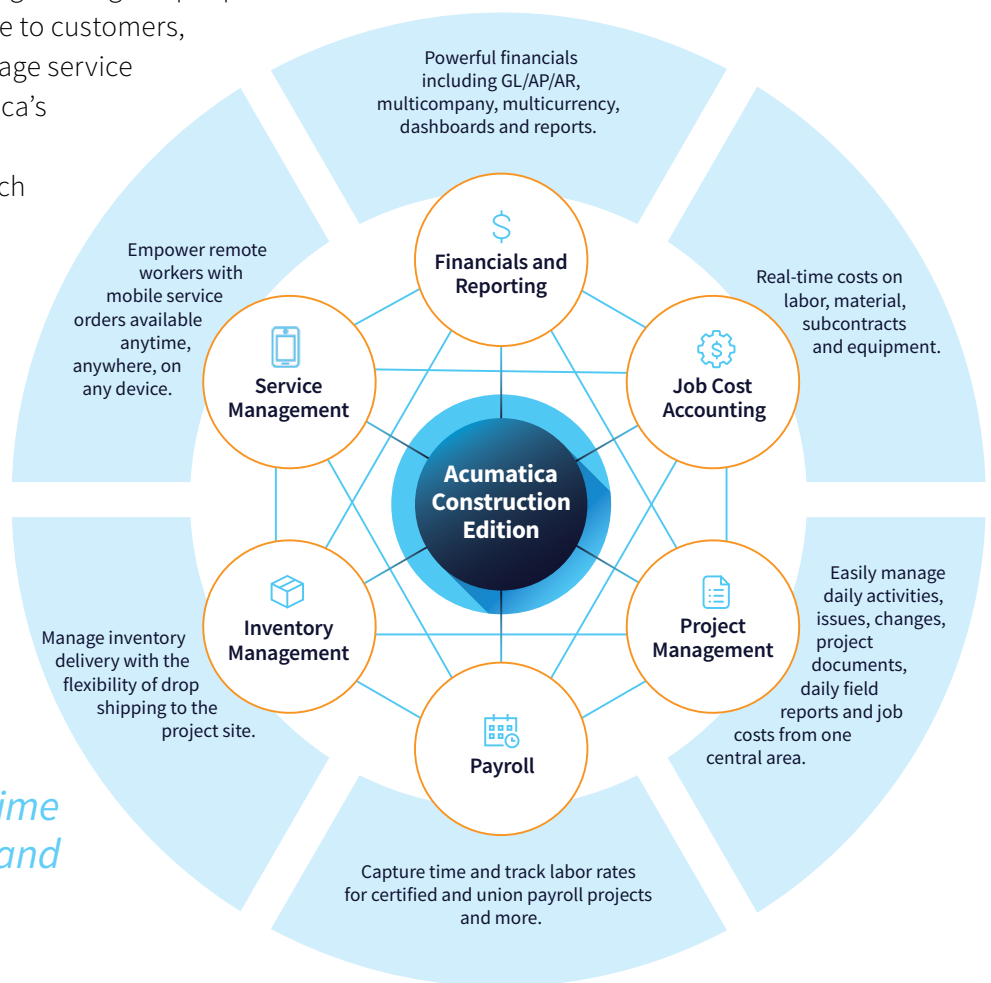 e to customers,
age service
ca's
ch
Powerful financials
including GL/AP/AR,
multicompany, multicurrency,
dashboards and reports.
Financials and
Reporting
Empower remote
workers with
mobile service
orders available
anytime,
anywhere, on
any device.
Service
Management
Real-time costs on
labor, material,
subcontracts
and equipment.
Job Cost
Accounting
Acumatica
Construction
Edition
Manage inventory
delivery with the
flexibility of drop
shipping to the
project site.
Inventory
Management
Easily manage
daily activities,
issues, changes,
project
documents,
daily field
reports and job
costs from one
central area.
Project
Management
Payroll
Capture time and track labor rates
for certified and union payroll projects
and more.
ime
and